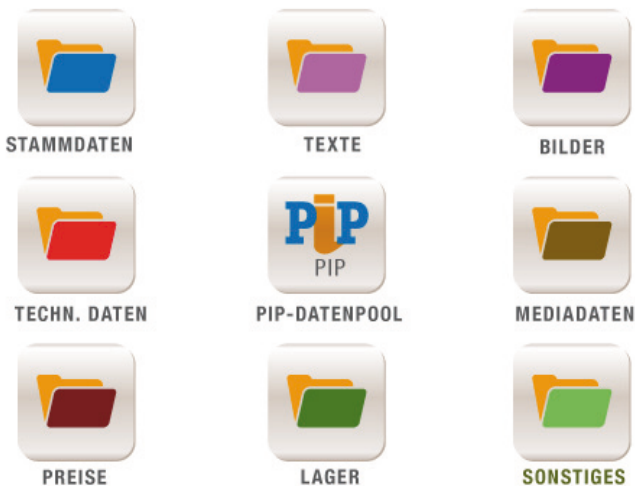 STAMMDATEN
TEXTE
BILDER
TECHN. DATEN
PiP
PIP
PIP-DATENPOOL
MEDIADATEN
PREISE
LAGER
SONSTIGES